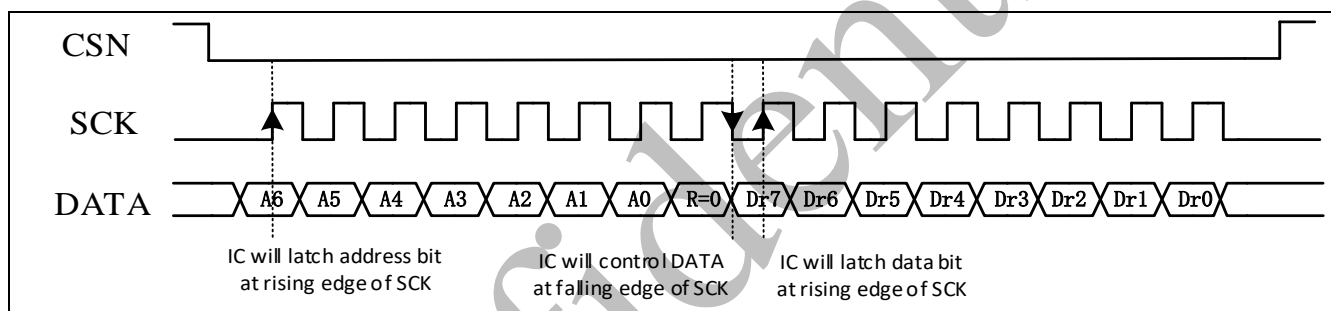 CSN
SCK
DATA A6 A5 A4 A3 A2 A1 A0 R=0 Dr7 Dr6 Dr5 Dr4 Dr3 Dr2 Dr1 Dr0
IC will latch address bit
at rising edge of SCK
IC will control DATA
at falling edge of SCK
IC will latch data bit
at rising edge of SCK